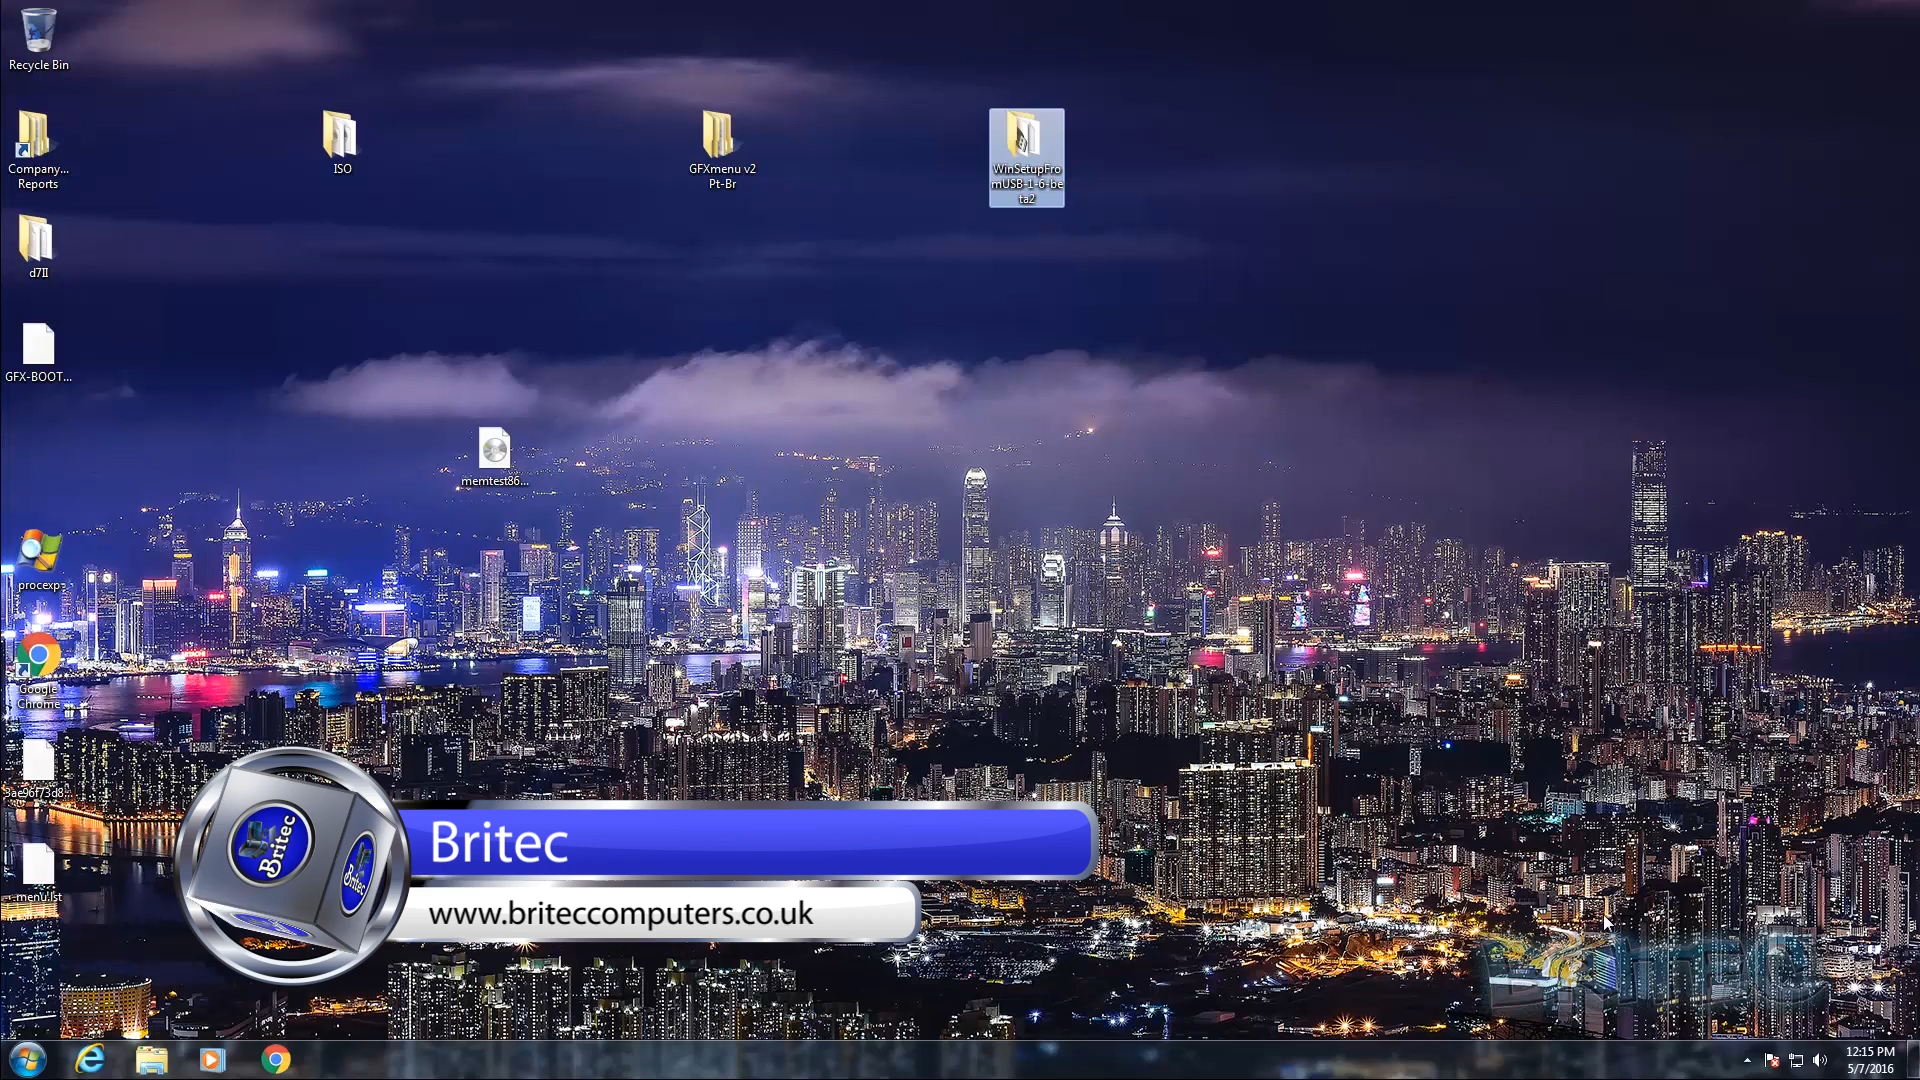 Recycle Bin
Company...
Reports
ISO
GFXmenu v2
Pt-Br
WinSetupFro
mUSB-1-6-be
ta2
d7II
GFX-BOOT...
memtest86...
procexp
Google
Chrome
3ae96f73d8...
menu.lst
Britec
Britec
Britec
www.briteccomputers.co.uk
12:15 PM
5/7/2016